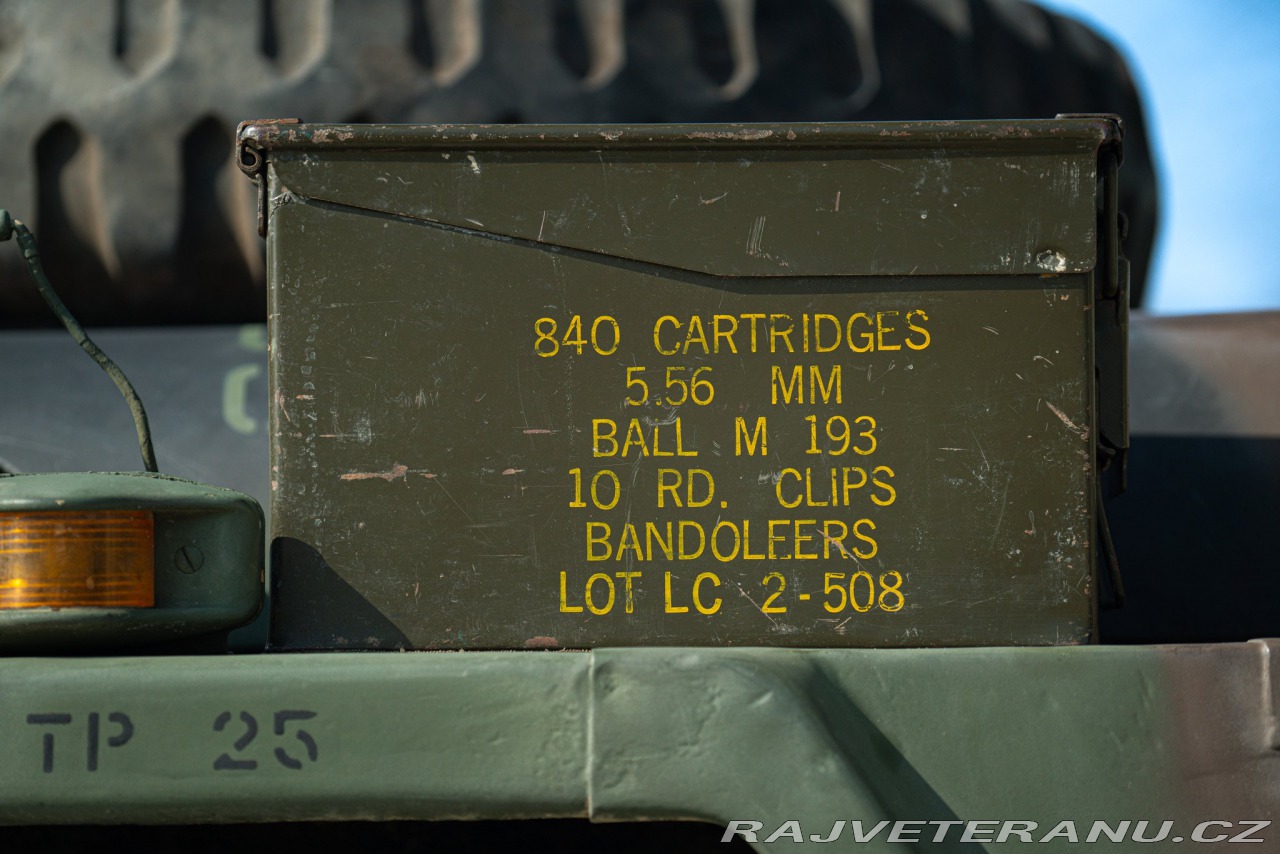 840 CARTRIDGES
5.56 MM
BALL M 193
10 RD. CLIPS
BANDOLEERS
LOT LC 2-508
TP 25
RAJVETERANU.CZ